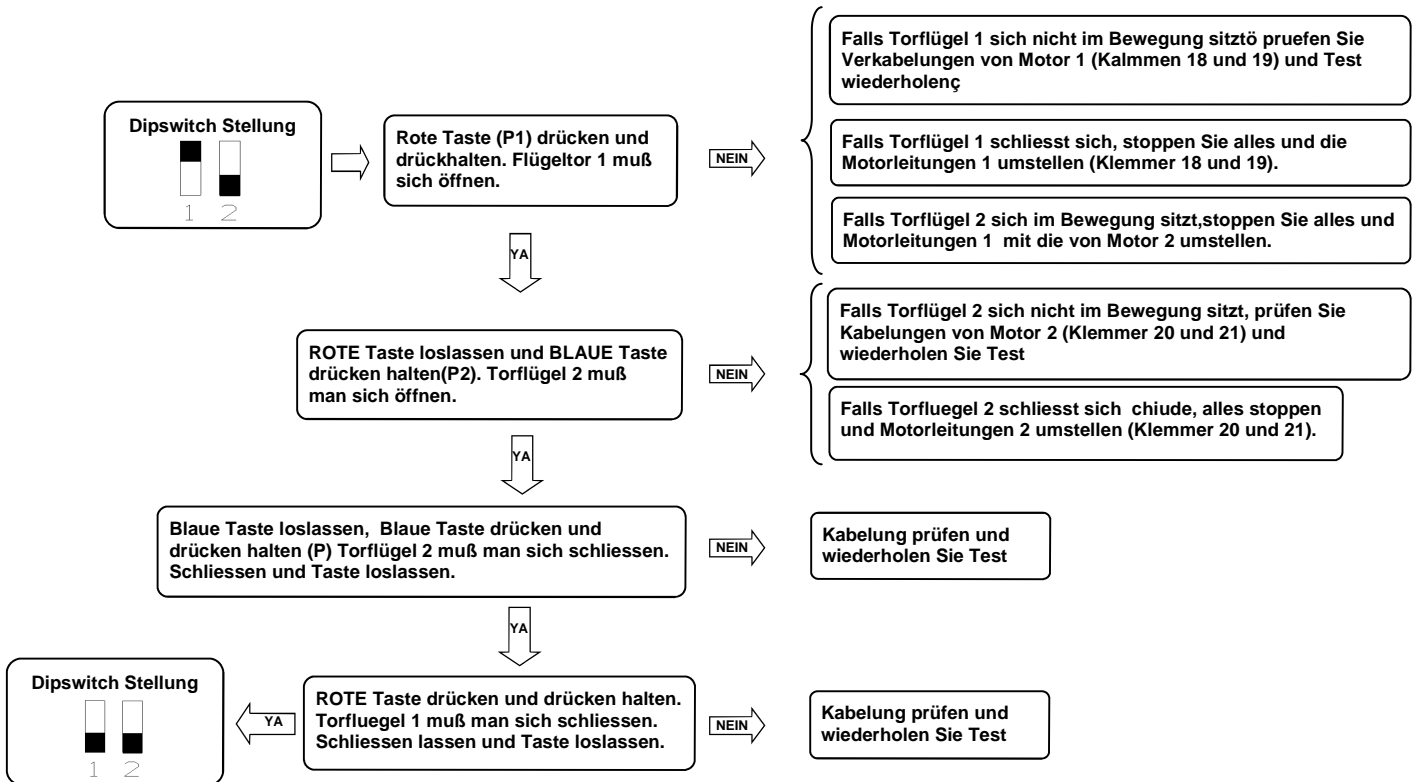 Dipswitch Stellung
1 2
Rote Taste (P1) drücken und
drückhalten. Flügeltor 1 muß
sich öffnen.
NEIN
Falls Torflügel 1 sich nicht im Bewegung sitztö pruefen Sie
Verkabelungen von Motor 1 (Kalmmen 18 und 19) und Test
wiederholenç
Falls Torflügel 1 schliesst sich, stoppen Sie alles und die
Motorleitungen 1 umstellen (Klemmer 18 und 19).
Falls Torflügel 2 sich im Bewegung sitzt,stoppen Sie alles und
Motorleitungen 1 mit die von Motor 2 umstellen.
YA
ROTE Taste loslassen und BLAUE Taste
drücken halten(P2). Torflügel 2 muß
man sich öffnen.
NEIN
Falls Torflügel 2 sich nicht im Bewegung sitzt, prüfen Sie
Kabelungen von Motor 2 (Klemmer 20 und 21) und
wiederholen Sie Test
Falls Torfluegel 2 schliesst sich chiude, alles stoppen
und Motorleitungen 2 umstellen (Klemmer 20 und 21).
YA
Blaue Taste loslassen, Blaue Taste drücken und
drücken halten (P) Torflügel 2 muß man sich schliessen.
Schliessen und Taste loslassen.
NEIN
Kabelung prüfen und
wiederholen Sie Test
YA
ROTE Taste drücken und drücken halten.
Torfluegel 1 muß man sich schliessen.
Schliessen lassen und Taste loslassen.
NEIN
Kabelung prüfen und
wiederholen Sie Test
YA
Dipswitch Stellung
1 2